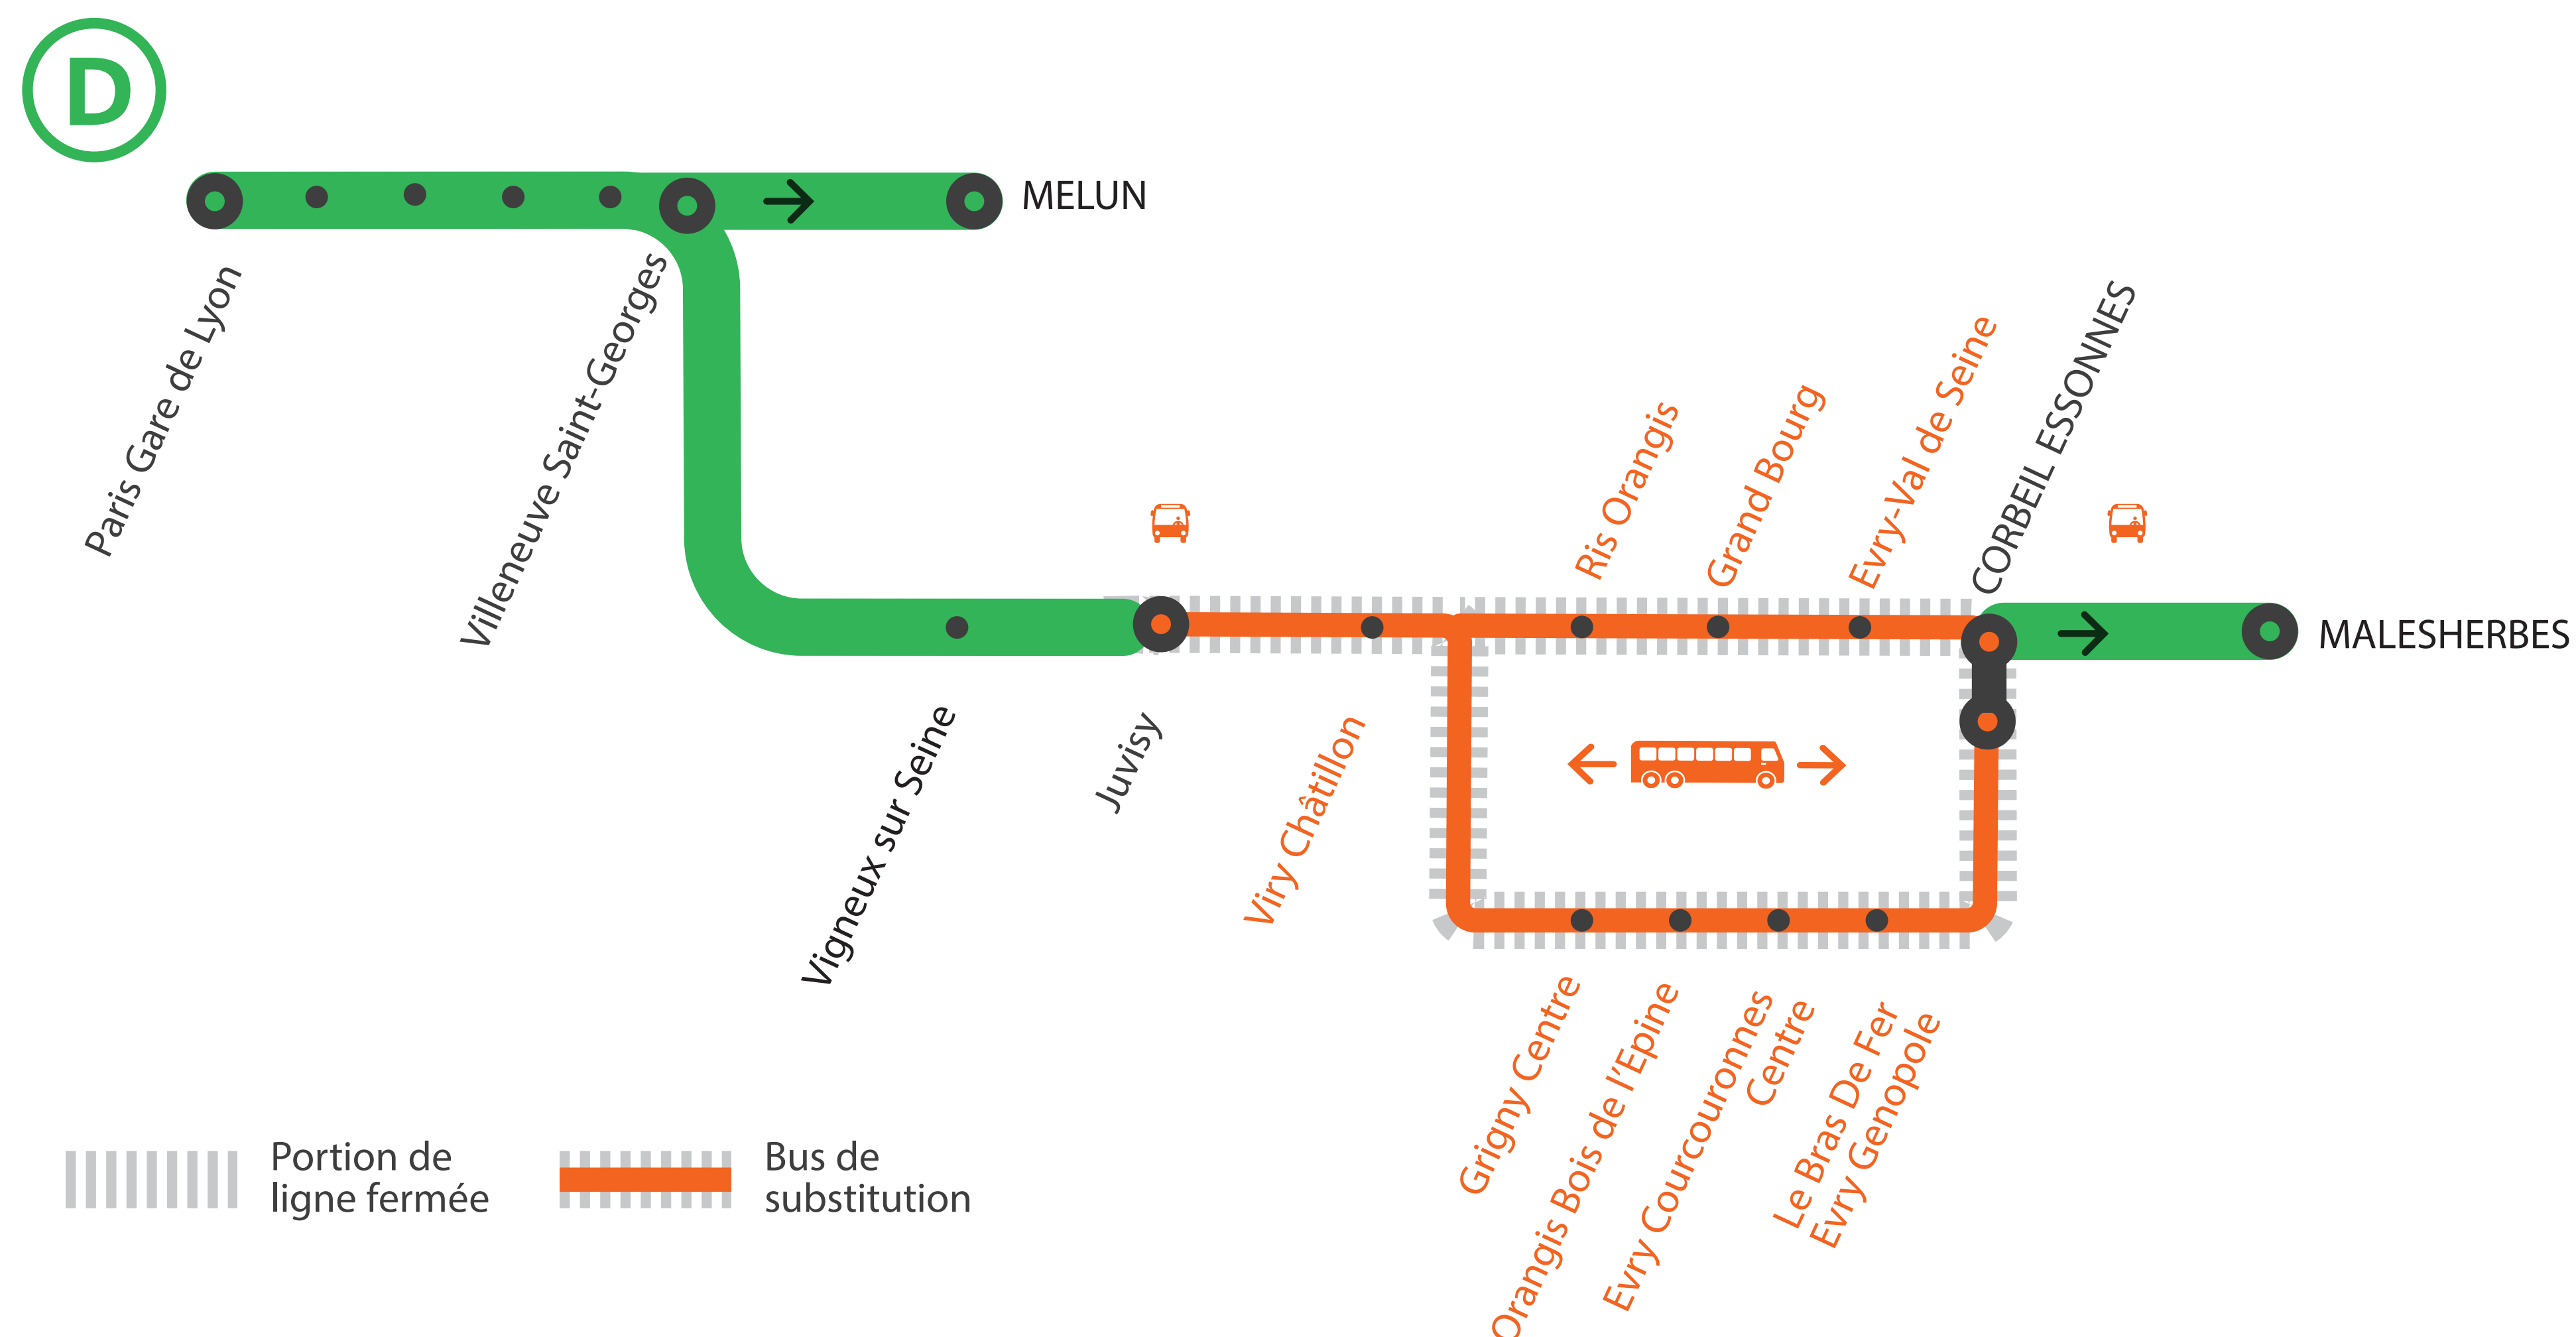 D
MELUN
Paris Gare de Lyon
Villeneuve Saint-Georges
Vigneux sur Seine
Juvisy
Viry Châtillon
Ris Orangis
Grand Bourg
Evry-Val de Seine
CORBEIL ESSONNES
MALESHERBES
Grigny Centre
Orangis Bois de l'Epine
Evry Courcouronnes
Centre
Le Bras De Fer
Evry Genopole
Portion de
ligne fermée
Bus de
substitution